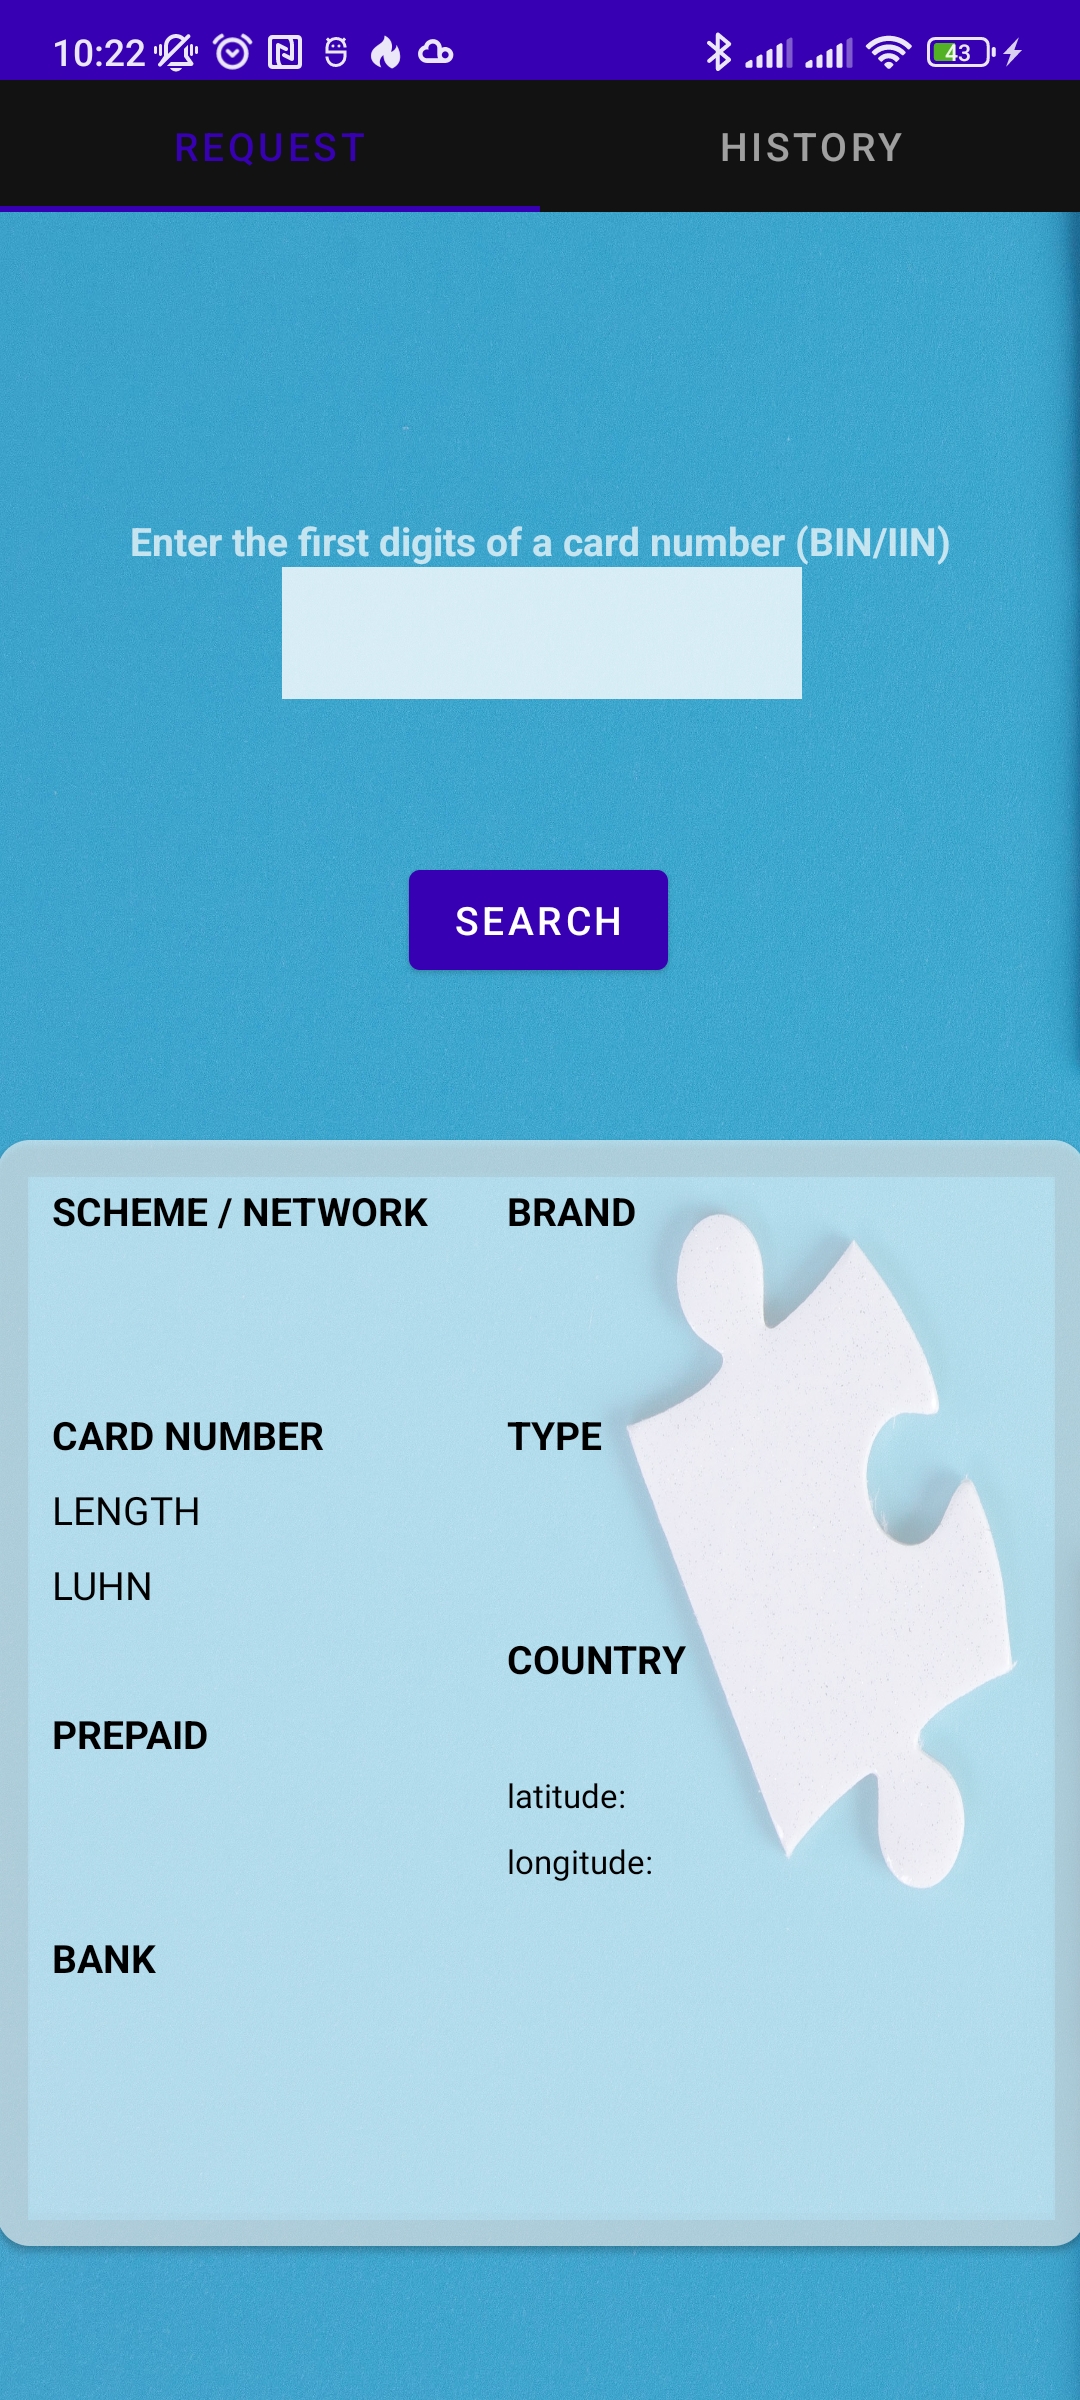 10:22
43
REQUEST
HISTORY
Enter the first digits of a card number (BIN/IIN)
SEARCH
SCHEME / NETWORK
BRAND
CARD NUMBER
TYPE
LENGTH
LUHN
COUNTRY
PREPAID
latitude:
longitude:
BANK